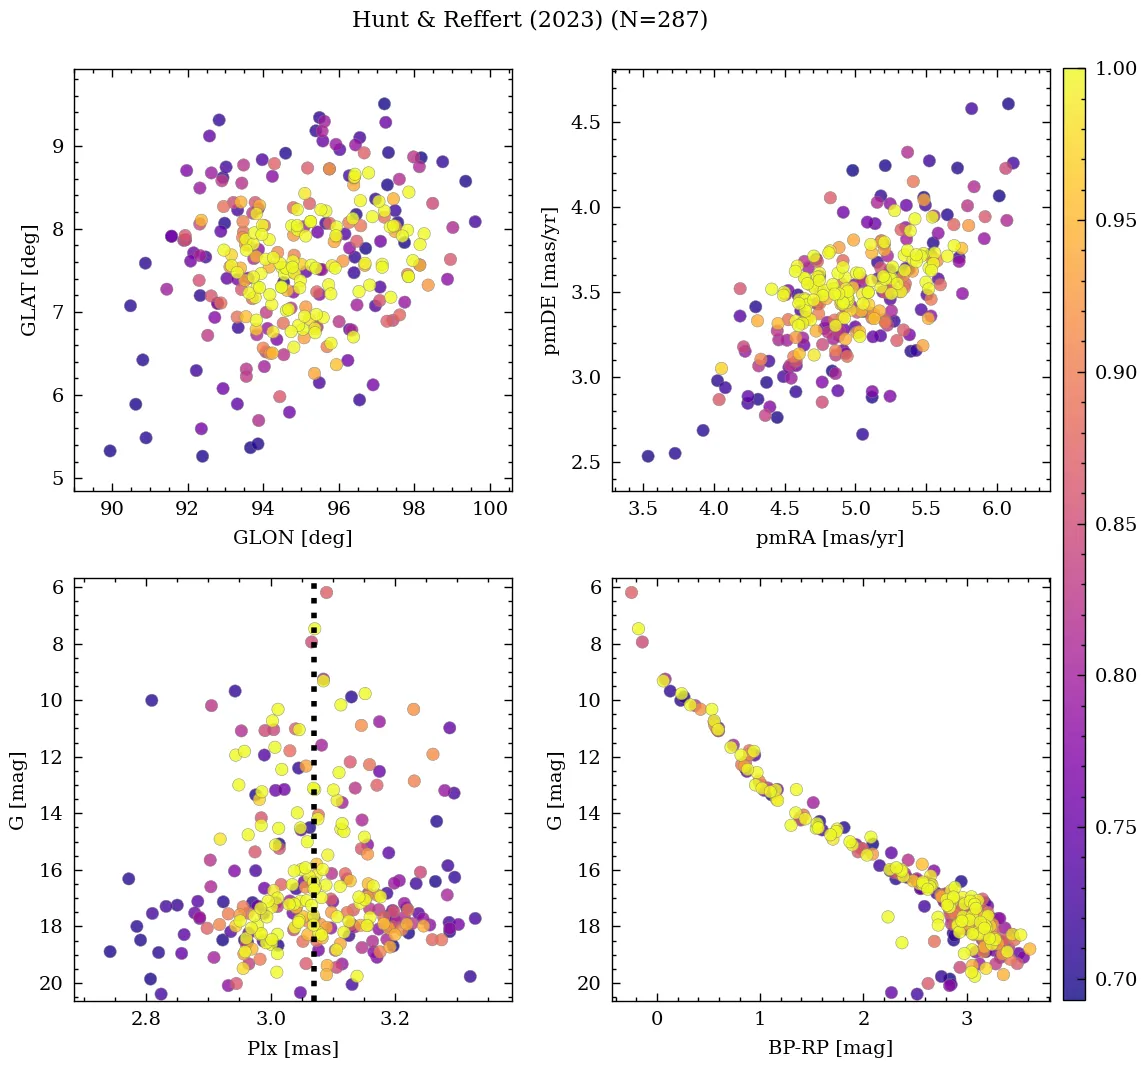 Hunt & Reffert (2023) (N=287)
9
8
7
6
5
GLAT [deg]
90 92 94 96 98 100
GLON [deg]
4.5
4.0
3.5
3.0
2.5
pmDE [mas/yr]
3.5 4.0 4.5 5.0 5.5 6.0
pmRA [mas/yr]
6
8
10
12
14
16
18
20
G [mag]
2.8 3.0 3.2
Plx [mas]
6
8
10
12
14
16
18
20
G [mag]
0 1 2 3
BP-RP [mag]
1.00
0.95
0.90
0.85
0.80
0.75
0.70